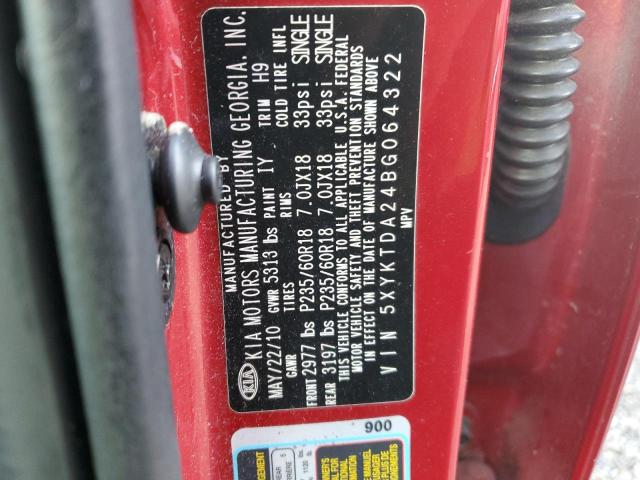 MANUFACTURED BY
KIA KIA MOTORS MANUFACTURING GEORGIA, INC.
MAY/22/10 GVWR 5313 lbs PAINT IY TRIM H9
GAWR TIRES RIMS COLD TIRE INFL
FRONT 2977 lbs P235/60R18 7.0JX18 33psi SINGLE
REAR 3197 lbs P235/60R18 7.0JX18 33psi SINGLE
THIS VEHICLE CONFORMS TO ALL APPLICABLE U.S.A. FEDERAL
MOTOR VEHICLE SAFETY AND THEFT PREVENTION STANDARDS
IN EFFECT ON THE DATE OF MANUFACTURE SHOWN ABOVE
VIN 5XYKTDA24BG064322
MPV
900